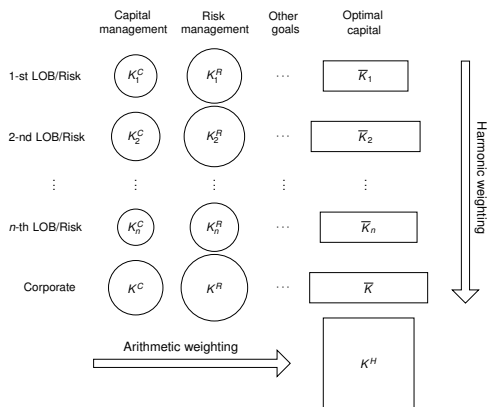 Capital management Risk management Other goals Optimal capital
1-st LOB/Risk K_1^C K_1^R ... K̅_1
2-nd LOB/Risk K_2^C K_2^R ... K̅_2
⋮ ⋮ ⋮ ⋮ ⋮
n-th LOB/Risk K_n^C K_n^R ... K̅_n
Corporate K^C K^R ... K̅
Arithmetic weighting K^H
Harmonic weighting